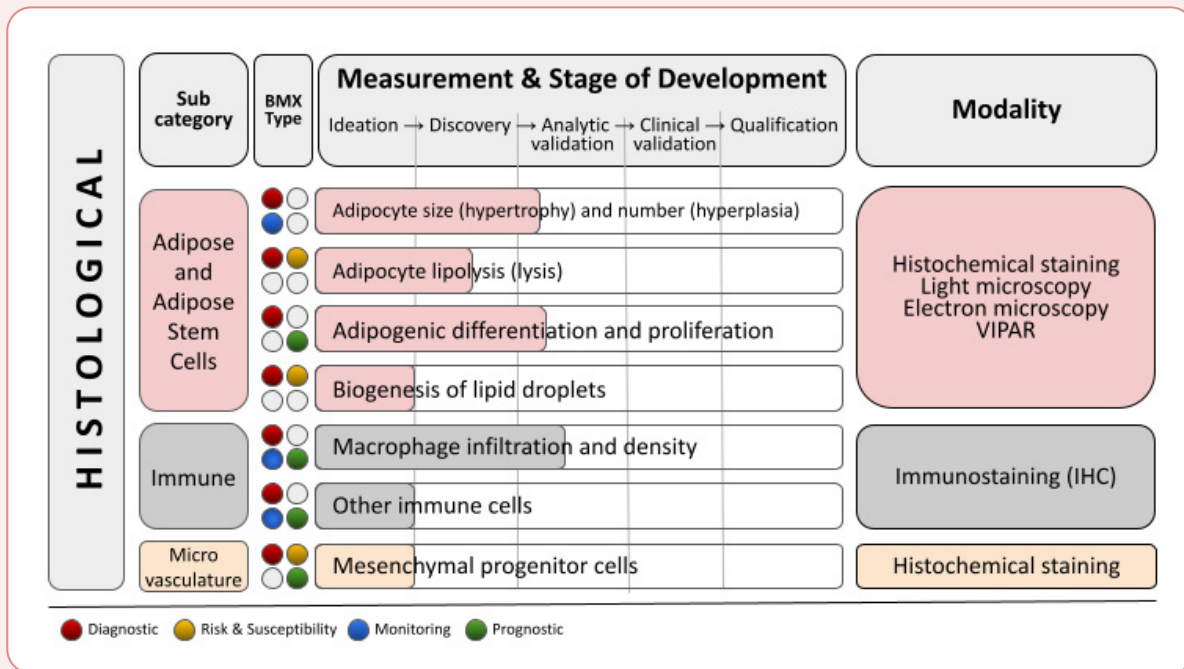 HISTOLOGICAL
Sub
category
BMX
Type
Measurement & Stage of Development
Ideation → Discovery → Analytic → Clinical → Qualification
validation validation
Modality
Adipose
and
Adipose
Stem
Cells
Adipocyte size (hypertrophy) and number (hyperplasia)
Adipocyte lipolysis (lysis)
Adipogenic differentiation and proliferation
Biogenesis of lipid droplets
Histochemical staining
Light microscopy
Electron microscopy
VIPAR
Immune
Macrophage infiltration and density
Other immune cells
Immunostaining (IHC)
Micro
vasculature
Mesenchymal progenitor cells
Histochemical staining
Diagnostic Risk & Susceptibility Monitoring Prognostic